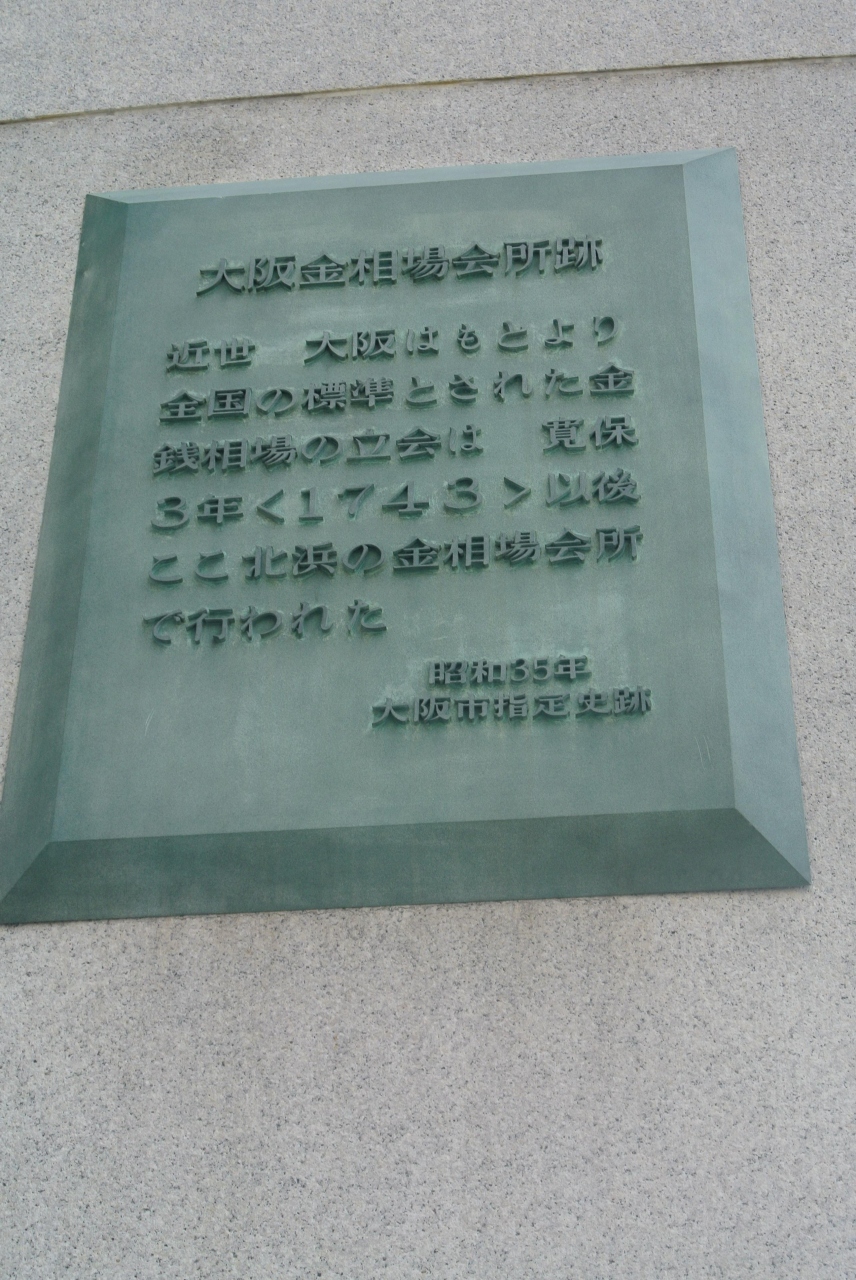 大阪金相場会所跡
近世　大阪はもとより
全国の標準とされた金
銭相場の立会は　寛保
3年<1743>以後
ここ北浜の金相場会所
で行われた
昭和35年
大阪市指定史跡